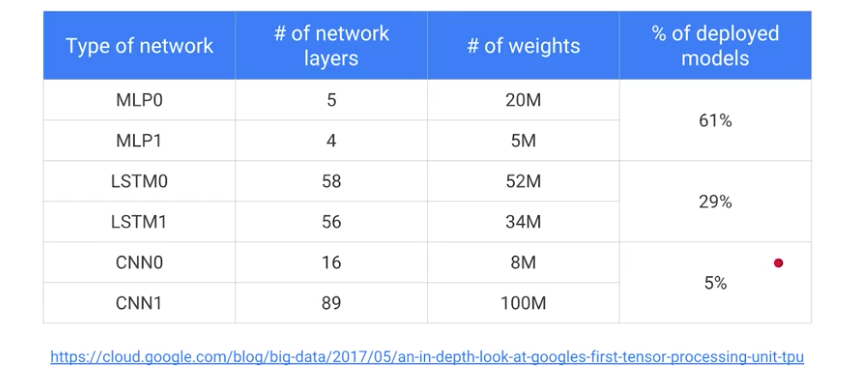 Type of network # of network layers # of weights % of deployed models
MLP0 5 20M 61%
MLP1 4 5M
LSTM0 58 52M 29%
LSTM1 56 34M
CNN0 16 8M 5%
CNN1 89 100M
https://cloud.google.com/blog/big-data/2017/05/an-in-depth-look-at-googles-first-tensor-processing-unit-tpu